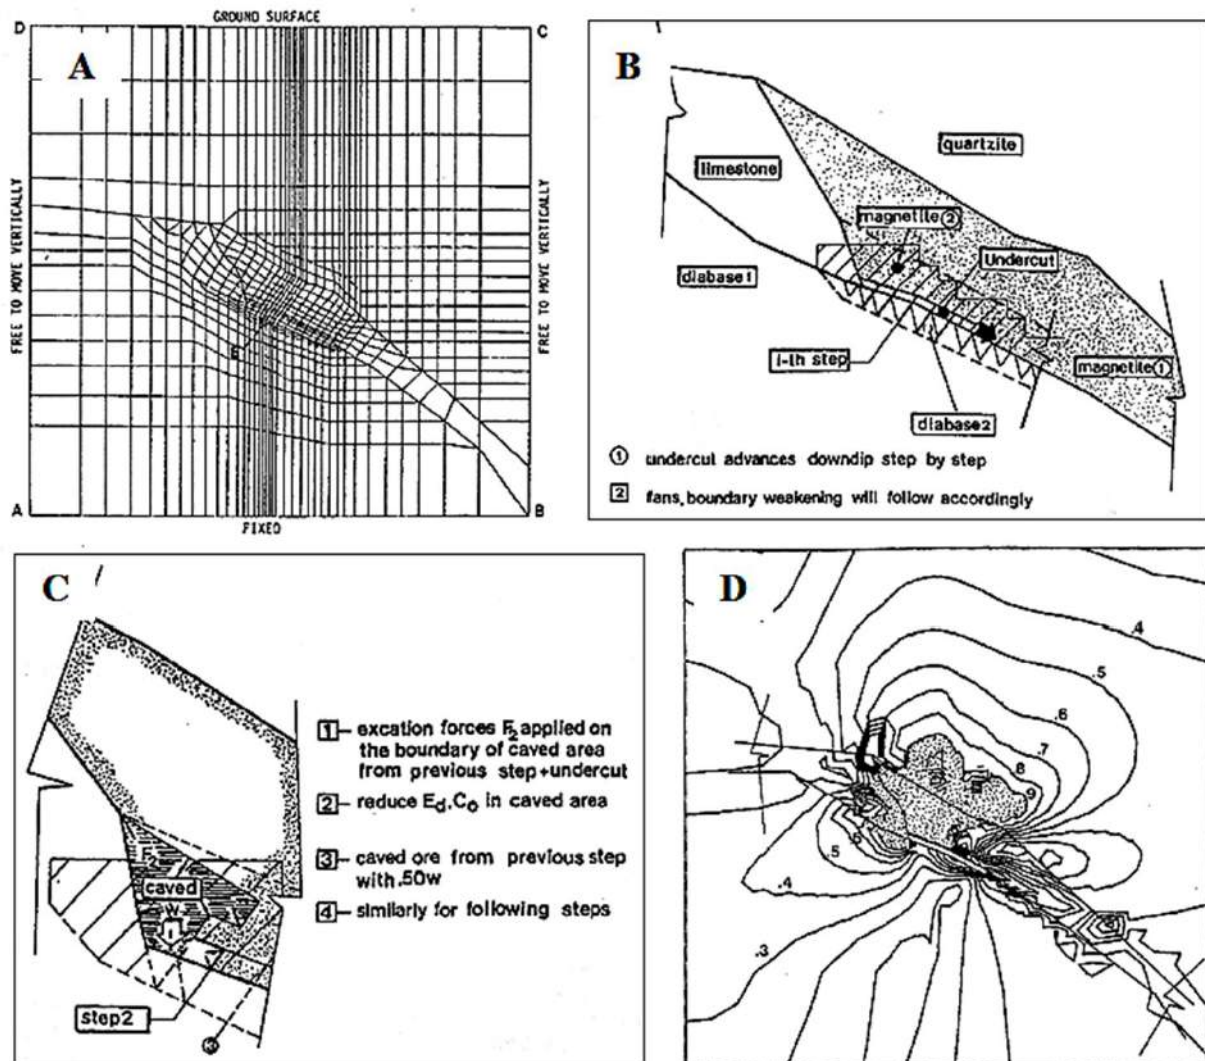 GROUND SURFACE
D
C
A
FREE TO MOVE VERTICALLY
FREE TO MOVE VERTICALLY
E
A
B
FIXED
B
quartzite
limestone
magnetile②
Undercut
diabase1
i-th step
magnetile①
diabase2
① undercut advances downdip step by step
2 fans, boundary weakening will follow accordingly
C
1 – excation forces F2 applied on
the boundary of caved area
from previous step+undercut
2 – reduce Ed, Co in caved area
3 – caved ore from previous step
with .50w
4 – similarly for following steps
caved
w
step2
D
.4
.5
.6
.7
.8
.9
.5
.6
.4
.3